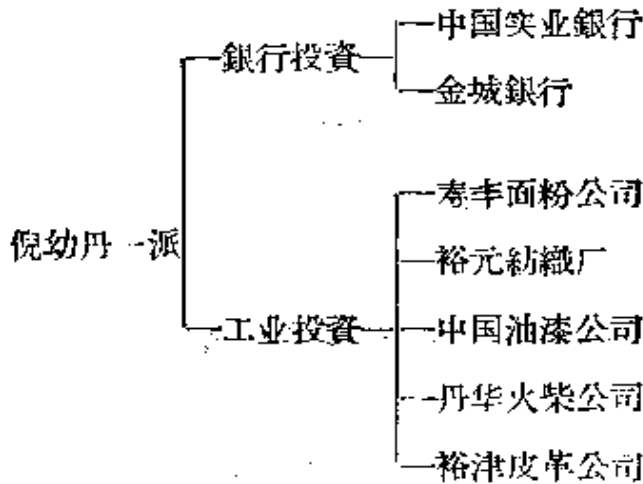 中国实业銀行
銀行投資
金城銀行
寿丰面粉公司
倪幼丹一派
裕元紡織厂
工业投資
中国油漆公司
丹华火柴公司
裕津皮革公司